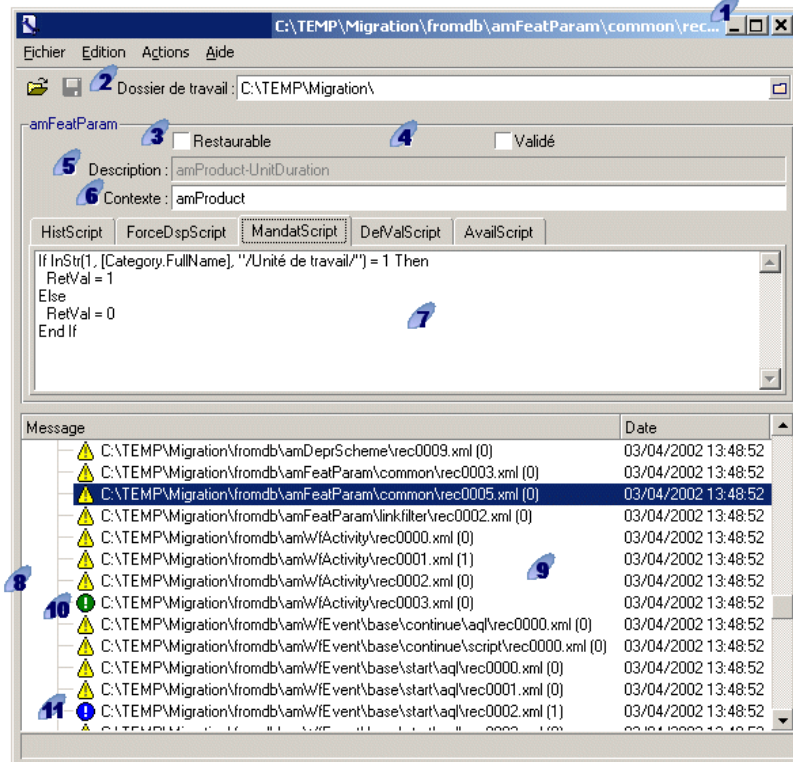 C:\TEMP\Migration\fromdb\amFeatParam\common\rec...
1
Fichier Edition Actions Aide
2 Dossier de travail : C:\TEMP\Migration\
amFeatParam
3 Restaurable 4 Validé
5 Description : amProduct-UnitDuration
6 Contexte : amProduct
HistScript ForceDspScript MandatScript DefValScript AvailScript
If InStr(1, [Category.FullName], "/Unité de travail/") = 1 Then
RetVal = 1
Else
RetVal = 0
End If
7
Message Date
C:\TEMP\Migration\fromdb\amDeprScheme\rec0009.xml (0) 03/04/2002 13:48:52
C:\TEMP\Migration\fromdb\amFeatParam\common\rec0003.xml (0) 03/04/2002 13:48:52
C:\TEMP\Migration\fromdb\amFeatParam\common\rec0005.xml (0) 03/04/2002 13:48:52
C:\TEMP\Migration\fromdb\amFeatParam\linkfilter\rec0002.xml (0) 03/04/2002 13:48:52
C:\TEMP\Migration\fromdb\amWfActivity\rec0000.xml (0) 03/04/2002 13:48:52
C:\TEMP\Migration\fromdb\amWfActivity\rec0001.xml (1) 03/04/2002 13:48:52
8 C:\TEMP\Migration\fromdb\amWfActivity\rec0002.xml (0) 9 03/04/2002 13:48:52
10 C:\TEMP\Migration\fromdb\amWfActivity\rec0003.xml (0) 03/04/2002 13:48:52
C:\TEMP\Migration\fromdb\amWfEvent\base\continue\aql\rec0000.xml (0) 03/04/2002 13:48:52
C:\TEMP\Migration\fromdb\amWfEvent\base\continue\script\rec0000.xml (0) 03/04/2002 13:48:52
C:\TEMP\Migration\fromdb\amWfEvent\base\start\aql\rec0000.xml (0) 03/04/2002 13:48:52
C:\TEMP\Migration\fromdb\amWfEvent\base\start\aql\rec0001.xml (0) 03/04/2002 13:48:52
11 C:\TEMP\Migration\fromdb\amWfEvent\base\start\aql\rec0002.xml (1) 03/04/2002 13:48:52